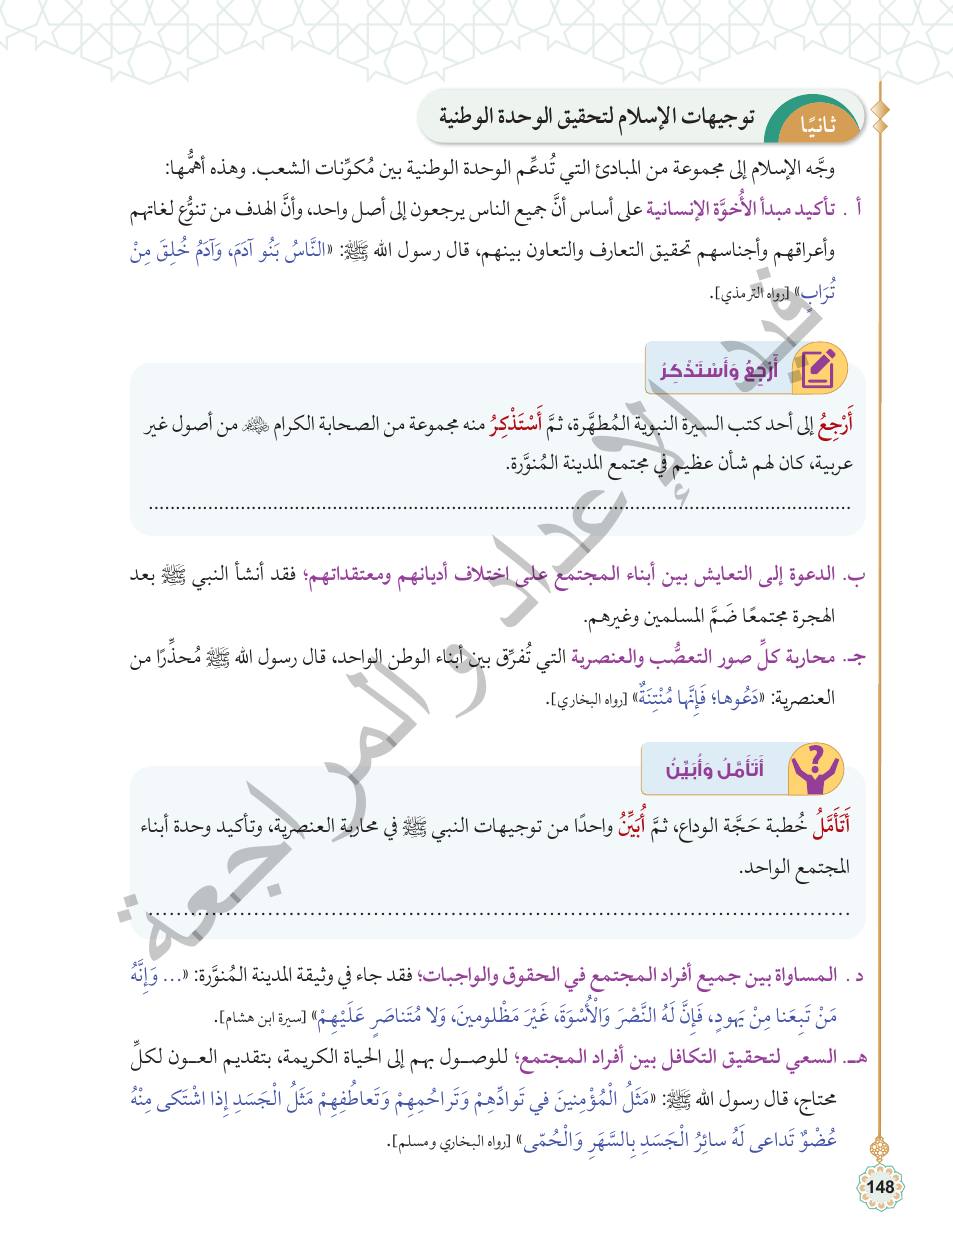 ثانيًا
توجيهات الإسلام لتحقيق الوحدة الوطنية
وجَّه الإسلام إلى مجموعة من المبادئ التي تُدعِّم الوحدة الوطنية بين مُكوِّنات الشعب. وهذه أهمُّها:
أ . تأكيد مبدأ الأُخوَّة الإنسانية على أساس أنَّ جميع الناس يرجعون إلى أصل واحد، وأنَّ الهدف من تنوُّع لغاتهم
وأعراقهم وأجناسهم تحقيق التعارف والتعاون بينهم، قال رسول الله ﷺ: «النَّاسُ بَنُو آدَمَ، وَآدَمُ خُلِقَ مِنْ
تُرَابٍ» [رواه الترمذي].
أَرْجِعُ وَأَسْتَذْكِرُ
أَرْجِعُ إلى أحد كتب السيرة النبوية المُطهَّرة، ثمَّ أَسْتَذْكِرُ منه مجموعة من الصحابة الكرام ﷺ من أصول غير
عربية، كان لهم شأن عظيم في مجتمع المدينة المُنوَّرة.
ب. الدعوة إلى التعايش بين أبناء المجتمع على اختلاف أديانهم ومعتقداتهم؛ فقد أنشأ النبي ﷺ بعد
الهجرة مجتمعًا ضَمَّ المسلمين وغيرهم.
جـ. محاربة كلِّ صور التعصُّب والعنصرية التي تُفرِّق بين أبناء الوطن الواحد، قال رسول الله ﷺ مُحذِّرًا من
العنصرية: «دَعُوها؛ فَإِنَّها مُنْتِنَةٌ» [رواه البخاري].
أَتَأَمَّلُ وَأُبَيِّنُ
أَتَأَمَّلُ خُطبة حَجَّة الوداع، ثمَّ أُبَيِّنُ واحدًا من توجيهات النبي ﷺ في محاربة العنصرية، وتأكيد وحدة أبناء
المجتمع الواحد.
د . المساواة بين جميع أفراد المجتمع في الحقوق والواجبات؛ فقد جاء في وثيقة المدينة المُنوَّرة: «... وَإِنَّهُ
مَنْ تَبِعَنا مِنْ يَهودٍ، فَإِنَّ لَهُ النَّصْرَ وَالْأُسْوَةَ، غَيْرَ مَظْلومينَ، وَلا مُتَناصَرٍ عَلَيْهِمْ» [سيرة ابن هشام].
هـ. السعي لتحقيق التكافل بين أفراد المجتمع؛ للوصول بهم إلى الحياة الكريمة، بتقديم العون لكلِّ
محتاج، قال رسول الله ﷺ: «مَثَلُ الْمُؤْمِنينَ في تَوادِّهِمْ وَتَراحُمِهِمْ وَتَعاطُفِهِمْ مَثَلُ الْجَسَدِ إِذا اشْتَكى مِنْهُ
عُضْوٌ تَداعى لَهُ سائِرُ الْجَسَدِ بِالسَّهَرِ وَالْحُمّى» [رواه البخاري ومسلم].
148
قيد الإعداد والمراجعة